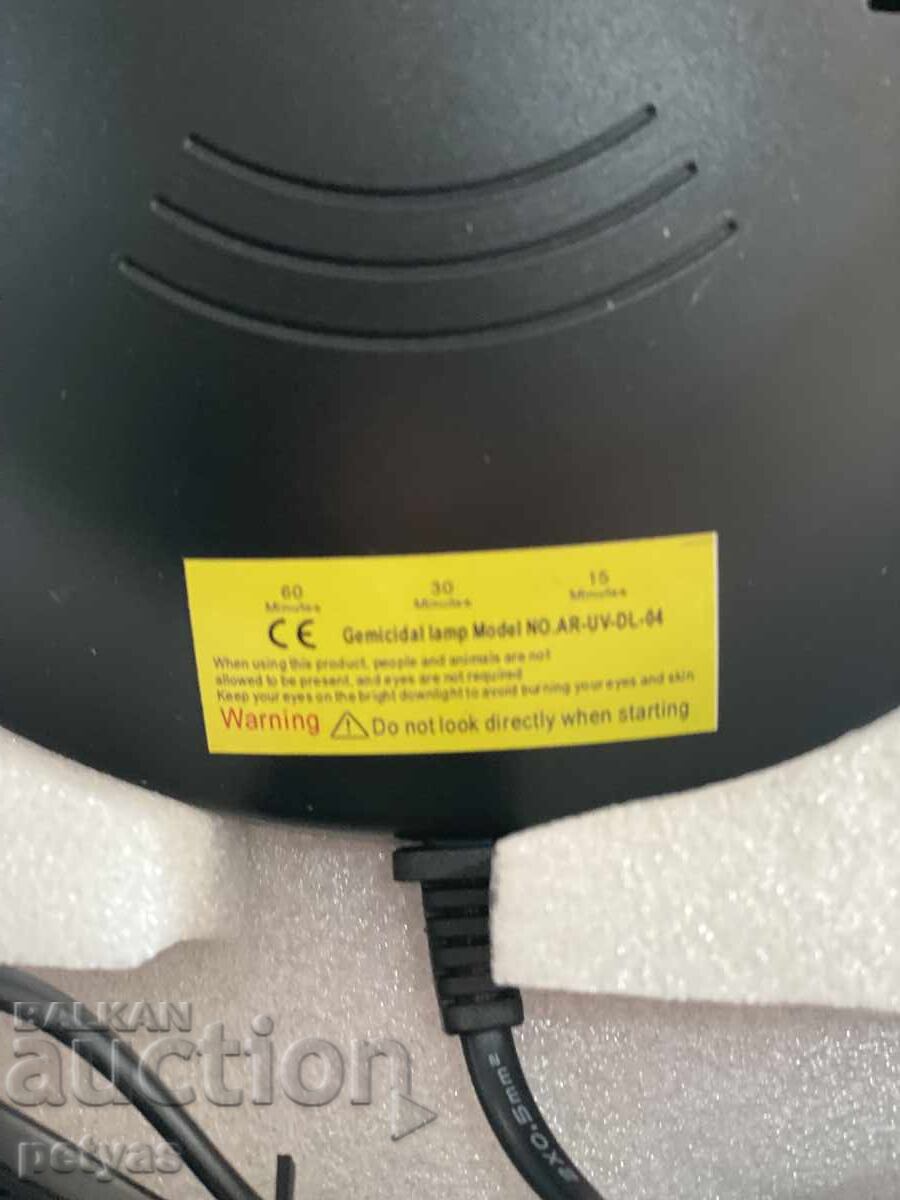 60 30 15
Minutes Minutes Minutes
CE Gemicidal lamp Model NO.AR-UV-DL-04
When using this product, people and animals are not
allowed to be present, and eyes are not required
Keep your eyes on the bright downlight to avoid burning your eyes and skin
Warning Do not look directly when starting
2x0.5mm2
BALKAN
auction
petyas